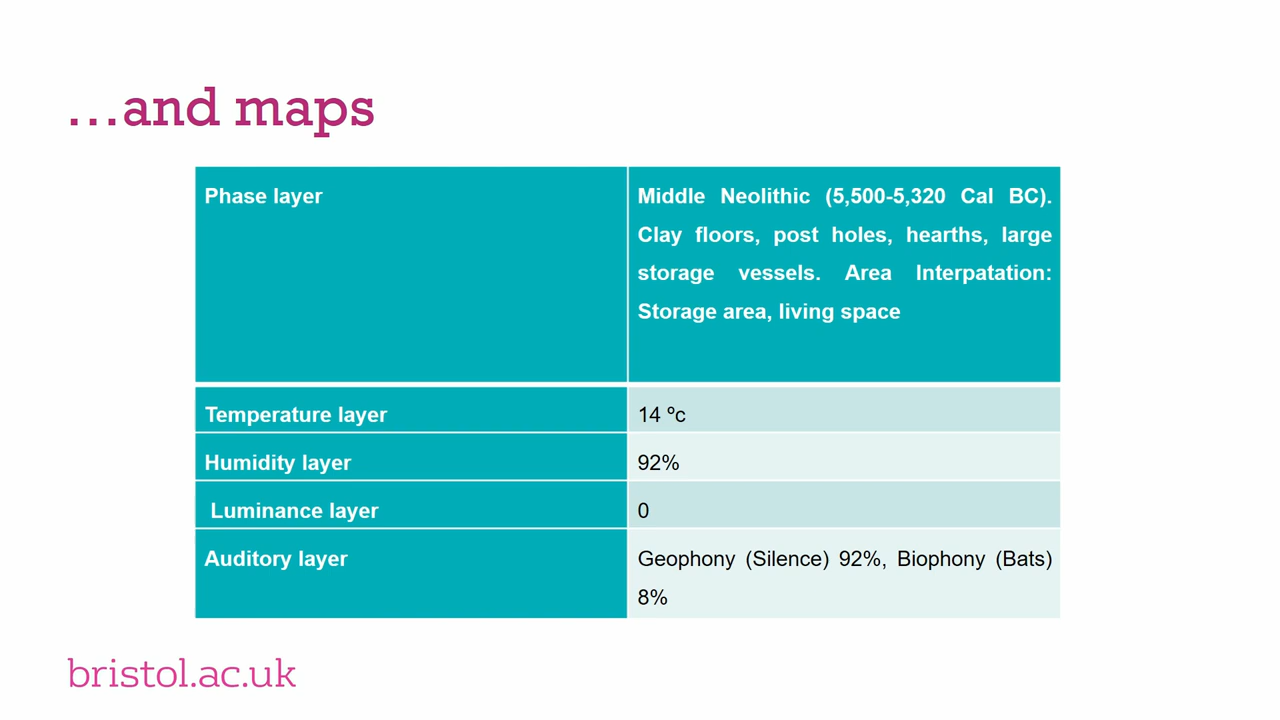 ...and maps
Phase layer
Middle Neolithic (5,500-5,320 Cal BC).
Clay floors, post holes, hearths, large
storage vessels. Area Interpatation:
Storage area, living space
Temperature layer
14 ºc
Humidity layer
92%
Luminance layer
0
Auditory layer
Geophony (Silence) 92%, Biophony (Bats)
8%
bristol.ac.uk